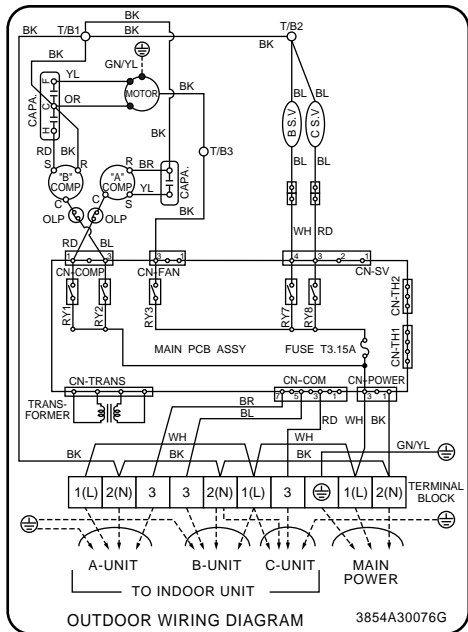 BK
BK T/B1 BK T/B2
BK
GN/YL
YL
MOTOR
BK
OR
CAPA.
F
C
H
BL BL
B S.V
C S.V
BK
T/B3
RD BK
S R
"B" COMP
C
R BR
"A" COMP
C S YL
CAPA.
BL BL
OLP OLP
BK
RD BL
WH RD
1 3
3 1
4 3 2 1
CN-COMP CN-FAN CN-SV
RY1
RY2
RY3
RY7
RY8
CN-TH2
CN-TH1
MAIN PCB ASSY FUSE T3.15A
CN-TRANS CN-COM CN-POWER
TRANS-
FORMER
7 5 3 1
3 1
BR
BL
RD WH BK
WH WH
GN/YL
BK BK BK
1(L) 2(N) 3 3 2(N) 1(L) 3 1(L) 2(N)
TERMINAL
BLOCK
A-UNIT B-UNIT C-UNIT MAIN
POWER
TO INDOOR UNIT
OUTDOOR WIRING DIAGRAM 3854A30076G